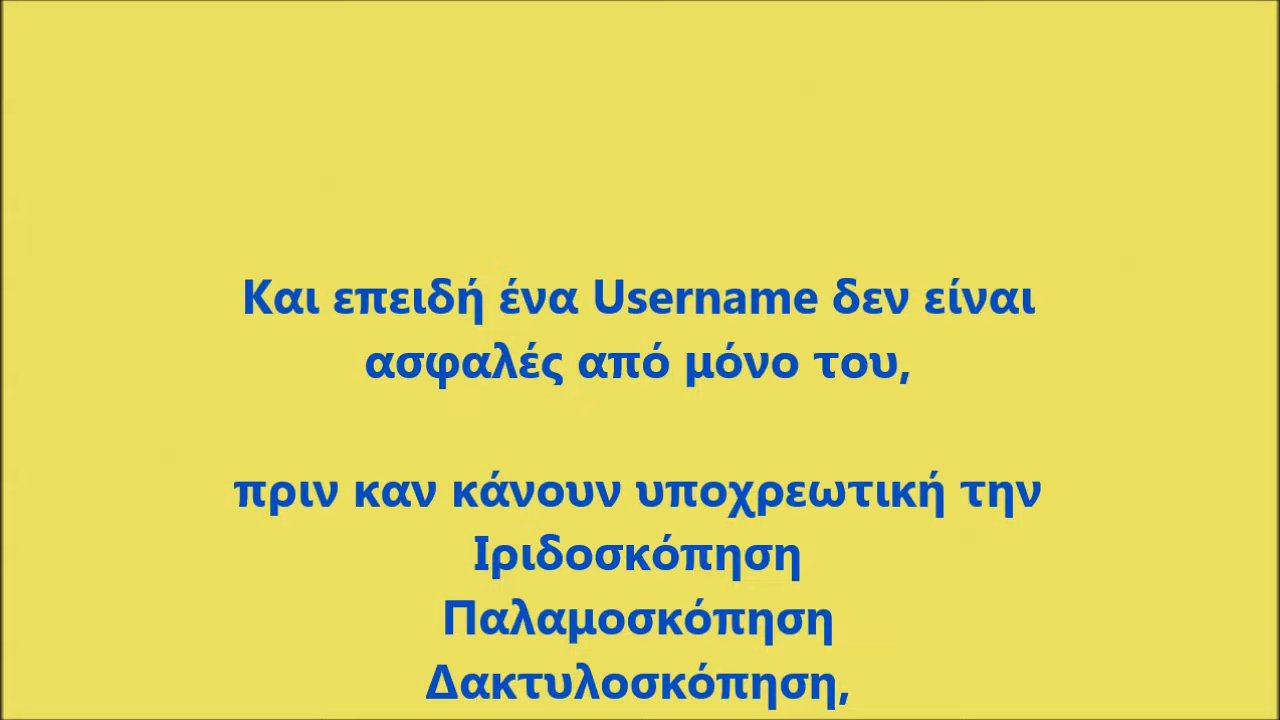 Και επειδή ένα Username δεν είναι
ασφαλές από μόνο του,
πριν καν κάνουν υποχρεωτική την
Ιριδοσκόπηση
Παλαμοσκόπηση
Δακτυλοσκόπηση,